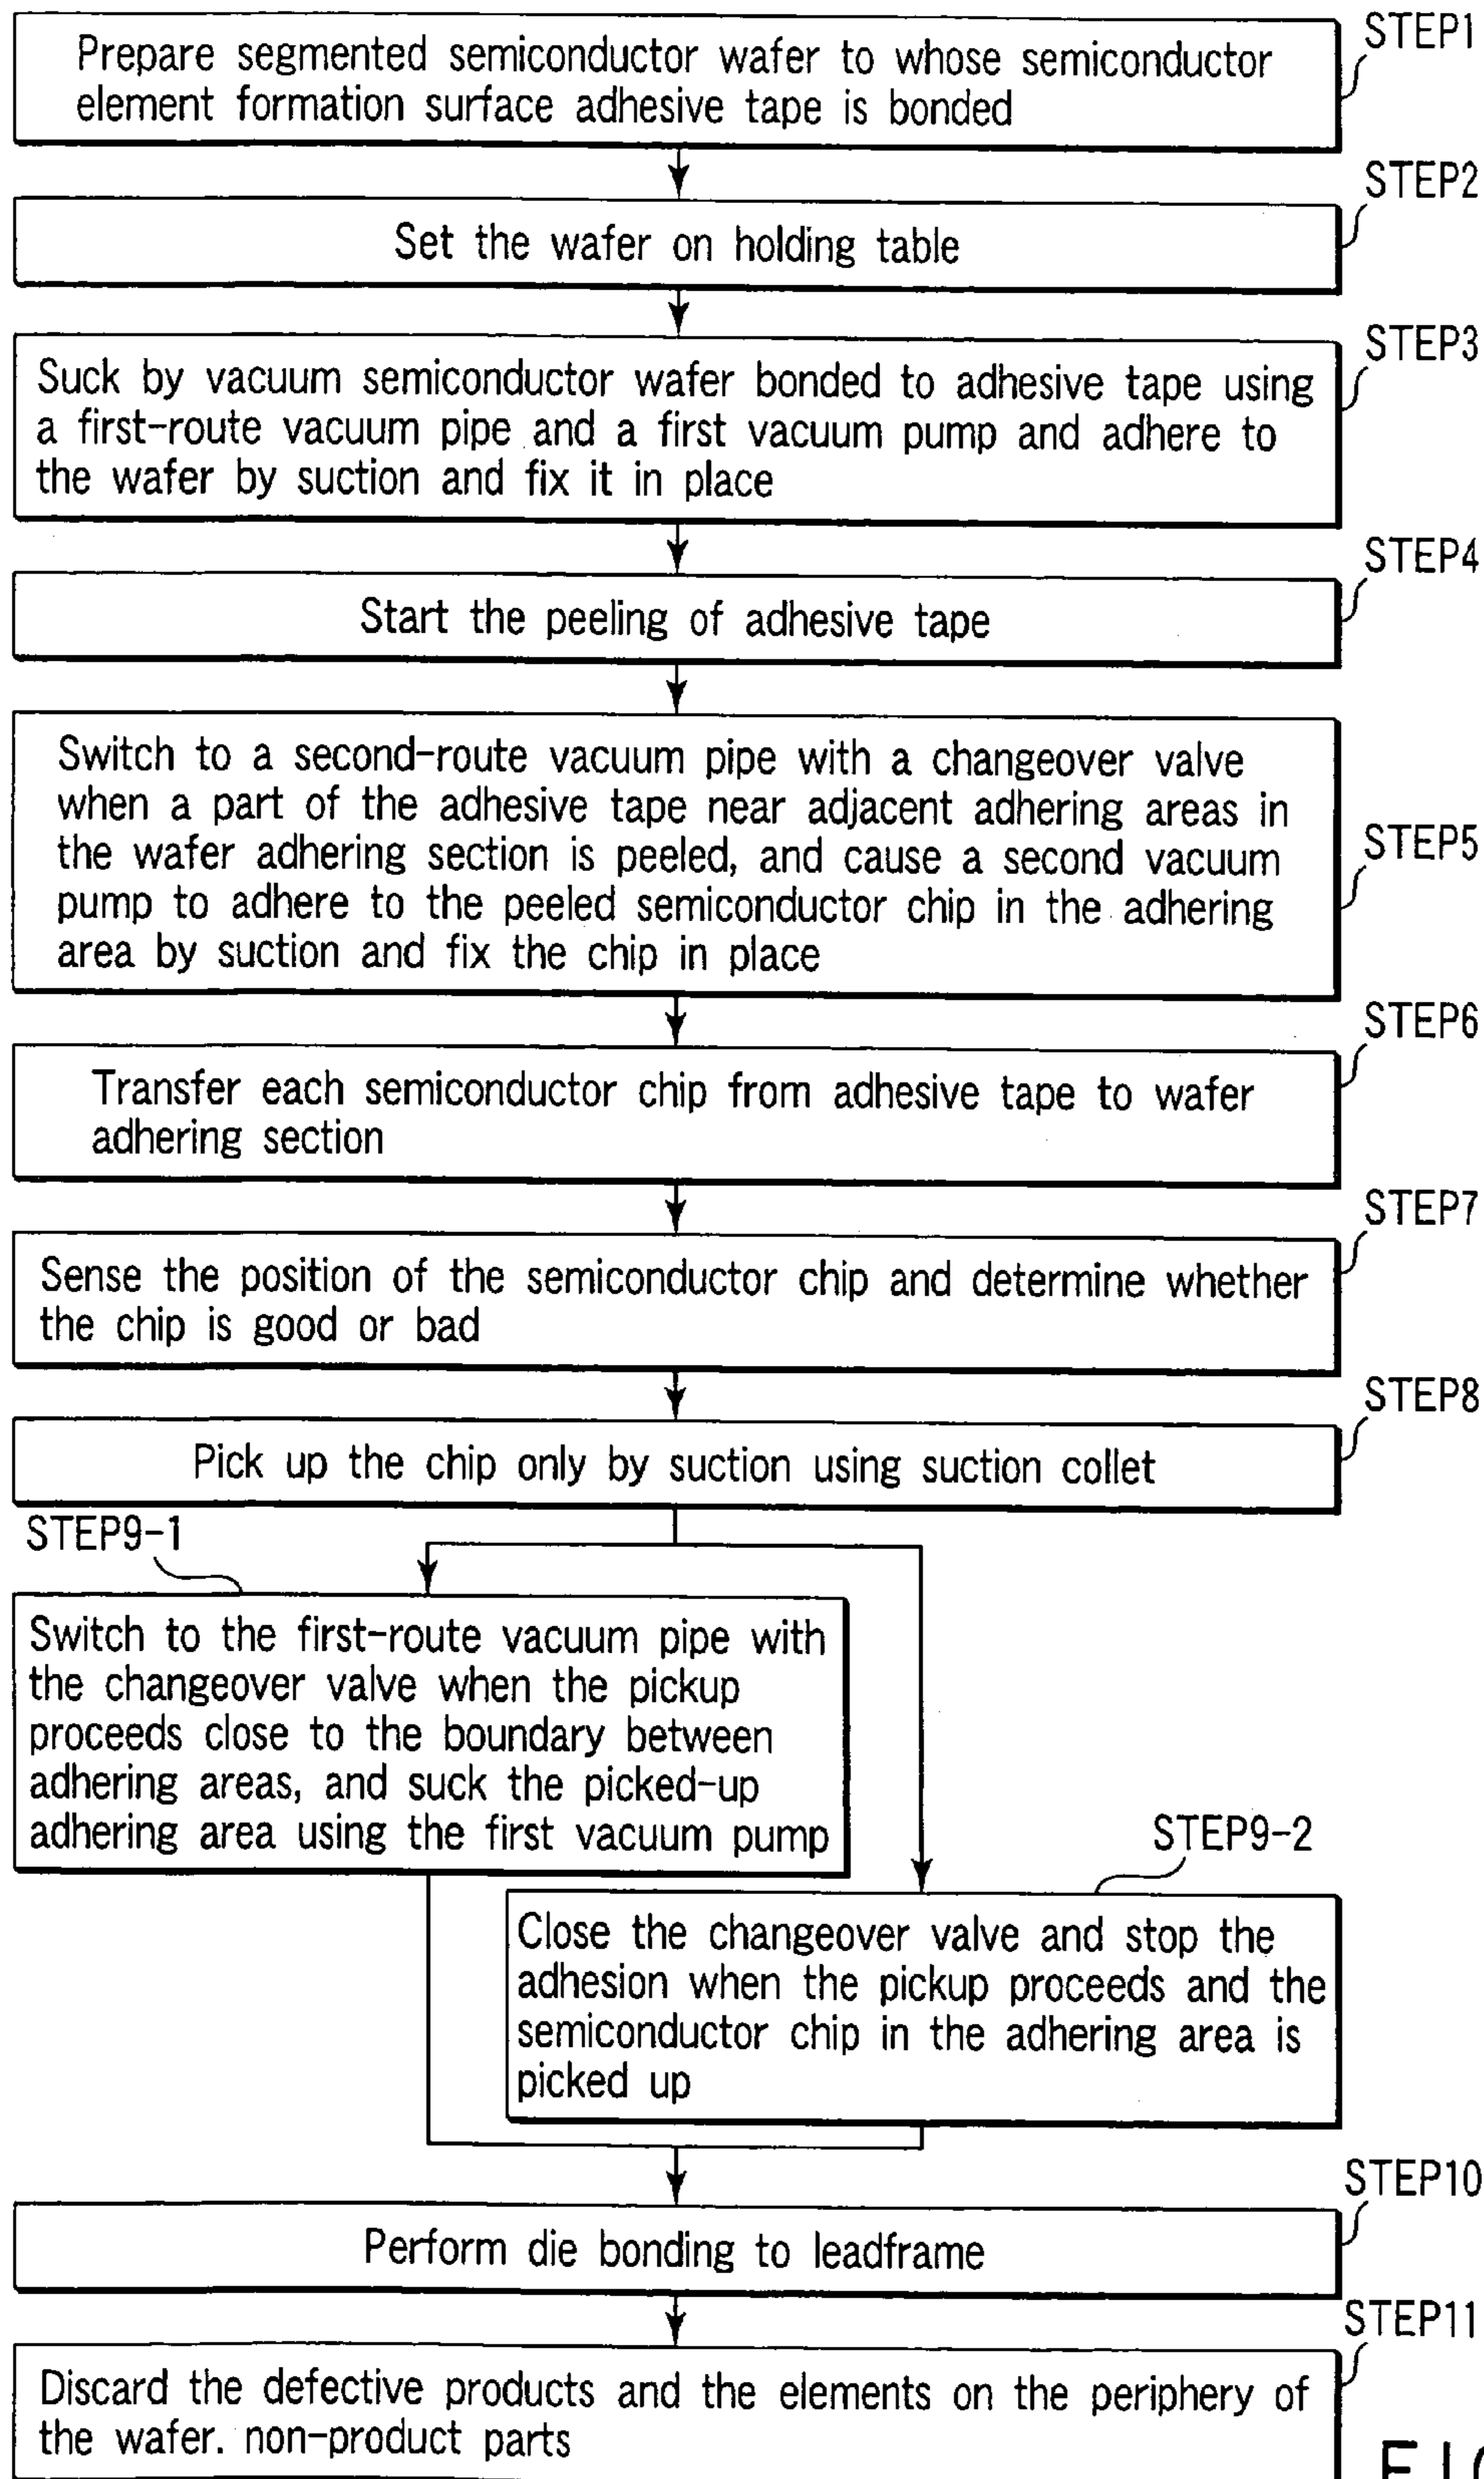 STEP1
Prepare segmented semiconductor wafer to whose semiconductor
element formation surface adhesive tape is bonded
STEP2
Set the wafer on holding table
STEP3
Suck by vacuum semiconductor wafer bonded to adhesive tape using
a first-route vacuum pipe and a first vacuum pump and adhere to
the wafer by suction and fix it in place
STEP4
Start the peeling of adhesive tape
Switch to a second-route vacuum pipe with a changeover valve
when a part of the adhesive tape near adjacent adhering areas in
the wafer adhering section is peeled, and cause a second vacuum
pump to adhere to the peeled semiconductor chip in the adhering
area by suction and fix the chip in place
STEP5
STEP6
Transfer each semiconductor chip from adhesive tape to wafer
adhering section
STEP7
Sense the position of the semiconductor chip and determine whether
the chip is good or bad
STEP8
Pick up the chip only by suction using suction collet
STEP9-1
Switch to the first-route vacuum pipe with
the changeover valve when the pickup
proceeds close to the boundary between
adhering areas, and suck the picked-up
adhering area using the first vacuum pump
STEP9-2
Close the changeover valve and stop the
adhesion when the pickup proceeds and the
semiconductor chip in the adhering area is
picked up
STEP10
Perform die bonding to leadframe
STEP11
Discard the defective products and the elements on the periphery of
the wafer. non-product parts